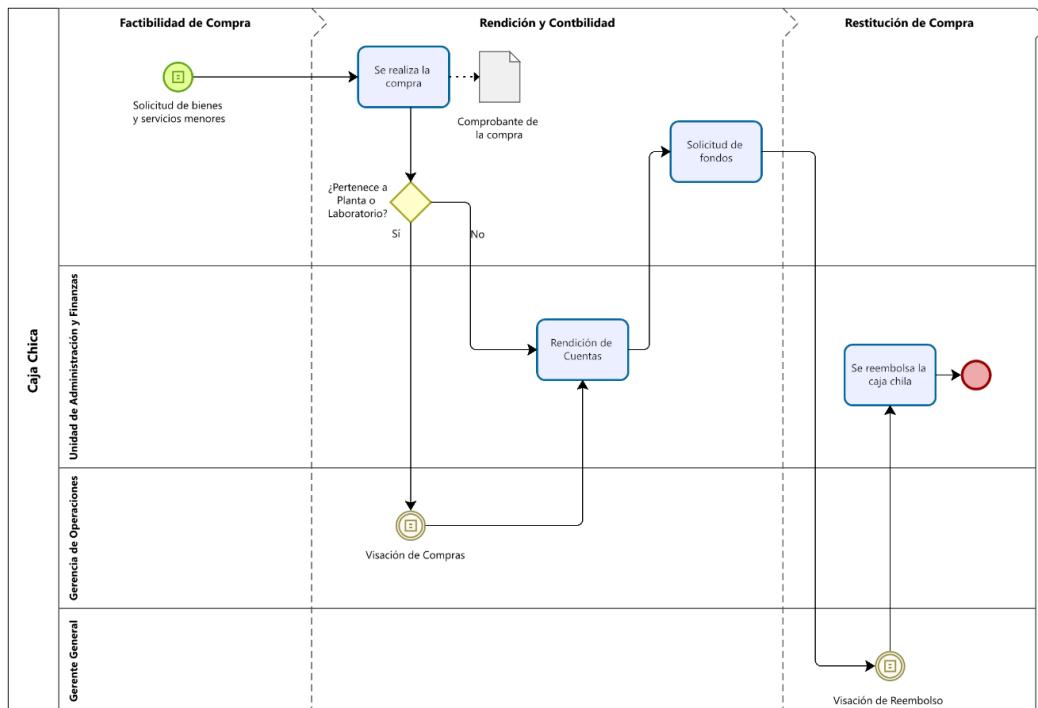 Factibilidad de Compra
Rendición y Contbilidad
Restitución de Compra
Caja Chica
Solicitud de bienes
y servicios menores
Se realiza la
compra
Comprobante de
la compra
¿Pertenece a
Planta o
Laboratorio?
Sí
No
Solicitud de
fondos
Unidad de Administración y Finanzas
Rendición de
Cuentas
Se reembolsa la
caja chila
Gerencia de Operaciones
Visación de Compras
Gerente General
Visación de Reembolso